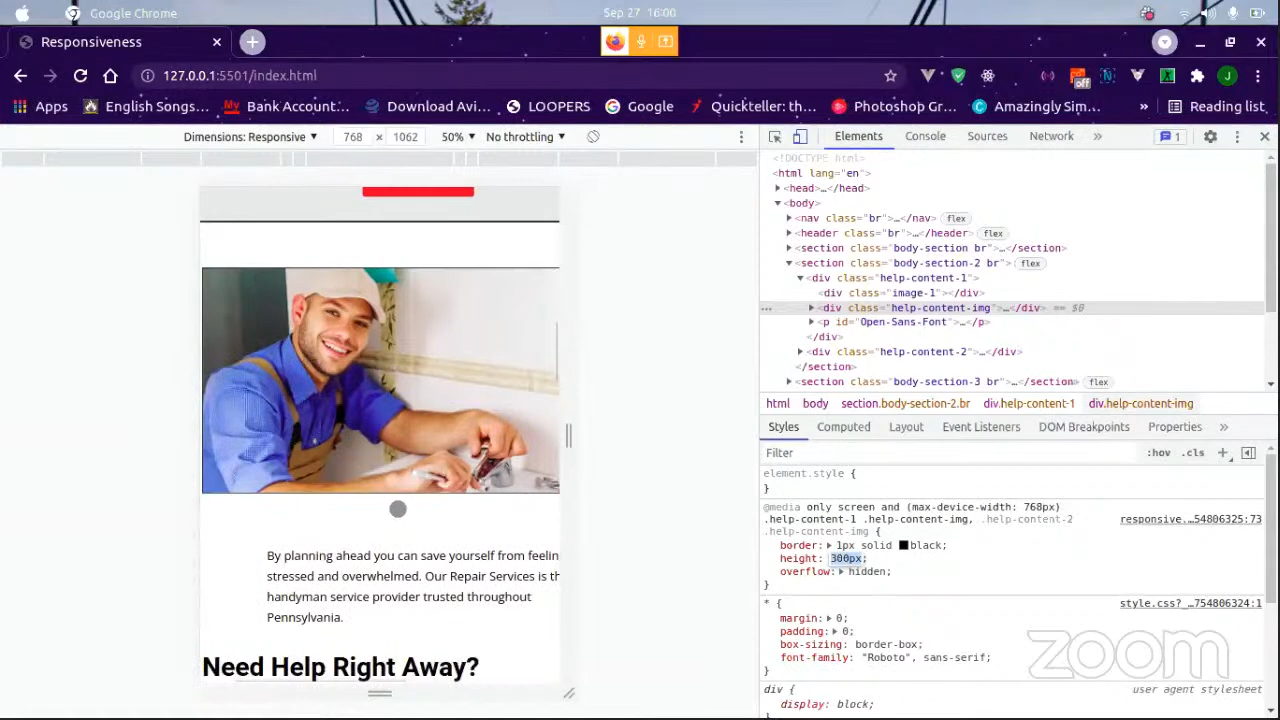 Google Chrome
Sep 27 16:00
Responsiveness
127.0.0.1:5501/index.html
off
J
Apps
English Songs...
My
Bank Account...
Download Avi...
LOOPERS
Google
Quickteller: th...
Photoshop Gr...
Amazingly Sim...
»
Reading list
Dimensions: Responsive
768 × 1062
50%
No throttling
Elements
Console
Sources
Network
»
1
<!DOCTYPE html>
<html lang="en">
<head>…</head>
<body>
<nav class="br">…</nav> flex
<header class="br">…</header> flex
<section class="body-section br">…</section>
<section class="body-section-2 br"> flex
<div class="help-content-1">
<div class="image-1"></div>
<div class="help-content-img">…</div> == $0
<p id="Open-Sans-Font">…</p>
</div>
<div class="help-content-2">…</div>
</section>
<section class="body-section-3 br">…</section> flex
html body section.body-section-2.br div.help-content-1 div.help-content-img
Styles Computed Layout Event Listeners DOM Breakpoints Properties »
Filter
:hov .cls
element.style {
}
@media only screen and (max-device-width: 768px)
.help-content-1 .help-content-img, .help-content-2 responsive.…54806325:73
.help-content-img {
border: 1px solid black;
height: 300px;
overflow: hidden;
}
* { style.css?_…754806324:1
margin: 0;
padding: 0;
box-sizing: border-box;
font-family: "Roboto", sans-serif;
}
div { user agent stylesheet
display: block;
zoom
By planning ahead you can save yourself from feelin
stressed and overwhelmed. Our Repair Services is th
handyman service provider trusted throughout
Pennsylvania.
Need Help Right Away?